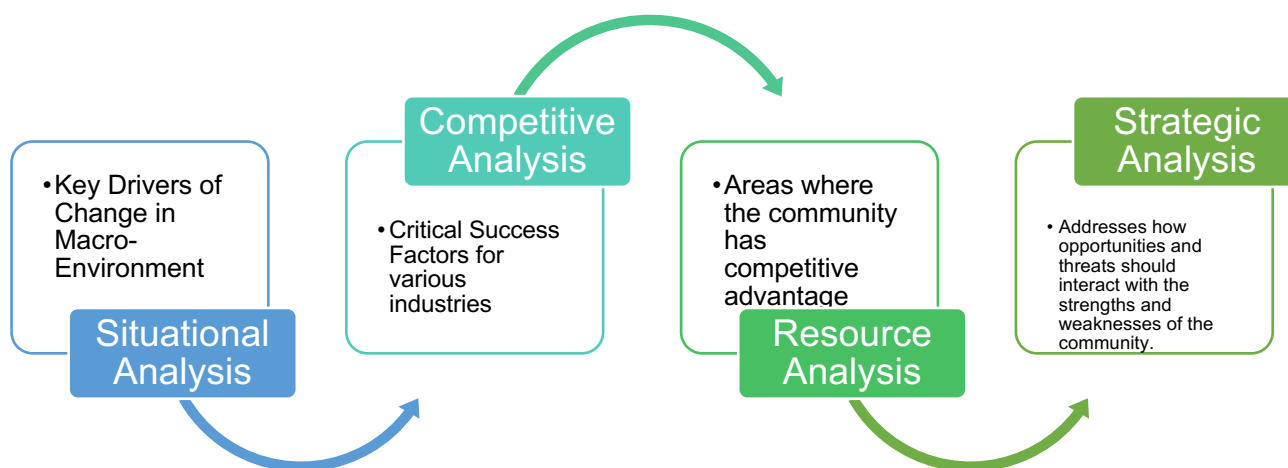 •Key Drivers of
Change in
Macro-
Environment
Situational
Analysis
Competitive
Analysis
•Critical Success
Factors for
various
industries
•Areas where
the community
has
competitive
advantage
Resource
Analysis
Strategic
Analysis
• Addresses how
opportunities and
threats should
interact with the
strengths and
weaknesses of the
community.